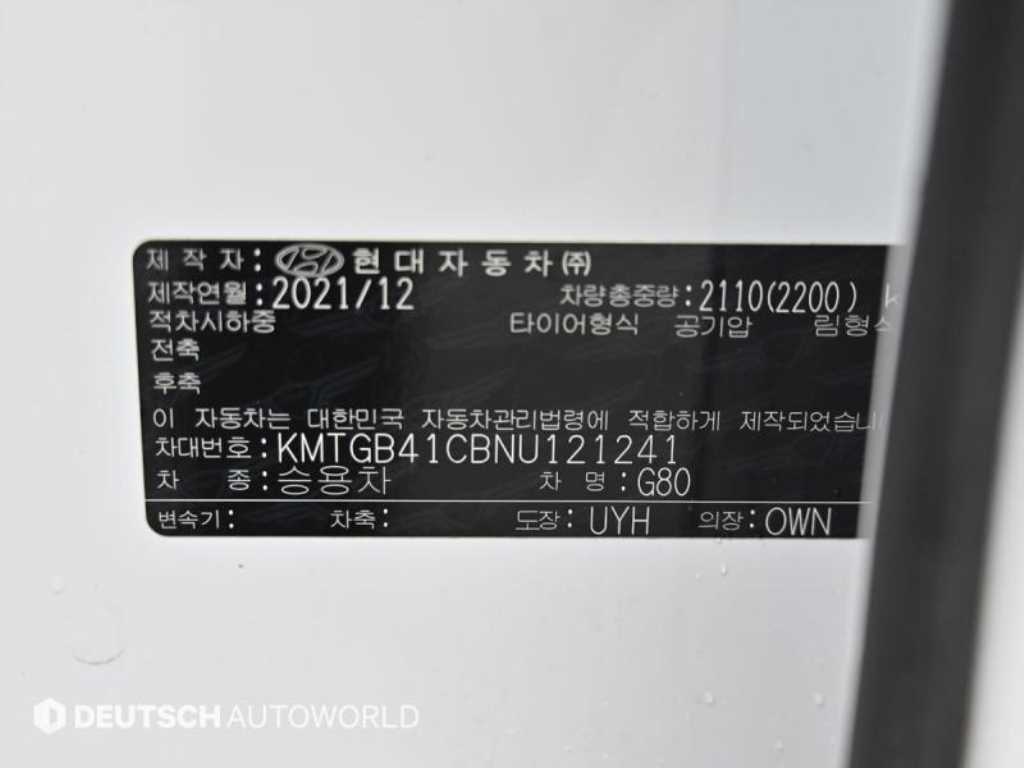 제 작 자 : 현대자동차㈜
제작연월 : 2021/12 차량총중량 : 2110(2200)
적차시하중 타이어형식 공기압 림형식
전축
후축
이 자동차는 대한민국 자동차관리법령에 적합하게 제작되었습니
차대번호 : KMTGB41CBNU121241
차 종 : 승용차 차 명 : G80
변속기 : 차축 : 도장 : UYH 의장 : OWN
DEUTSCH AUTOWORLD